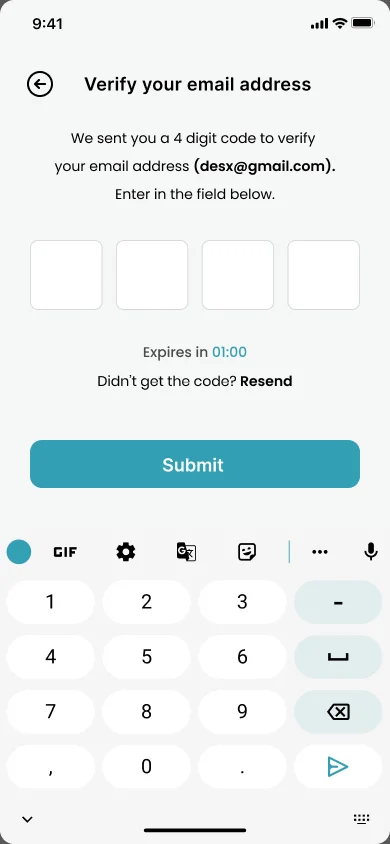 9:41
Verify your email address
We sent you a 4 digit code to verify
your email address (desx@gmail.com).
Enter in the field below.
Expires in 01:00
Didn't get the code? Resend
Submit
GIF
1 2 3 -
4 5 6
7 8 9
, 0 .